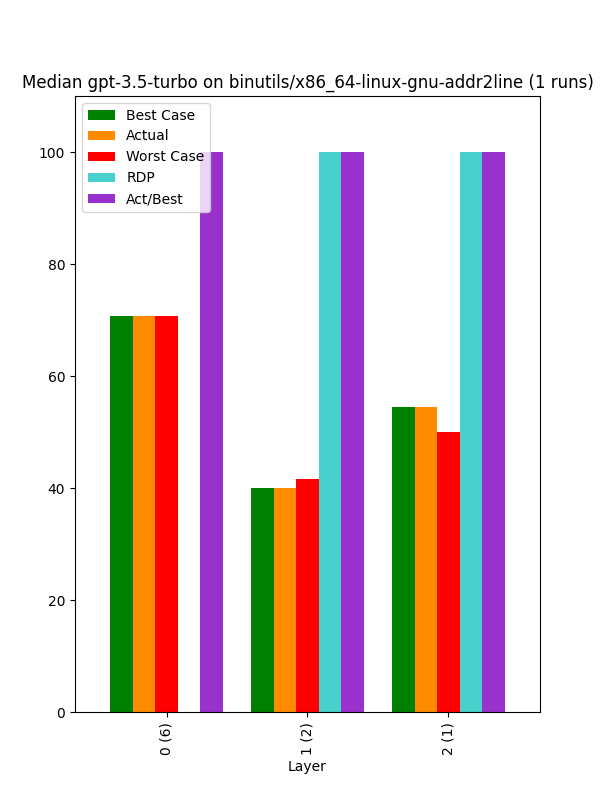 Median gpt-3.5-turbo on binutils/x86_64-linux-gnu-addr2line (1 runs)
Best Case
Actual
Worst Case
RDP
Act/Best
100
80
60
40
20
0
0 (6)
1 (2)
2 (1)
Layer